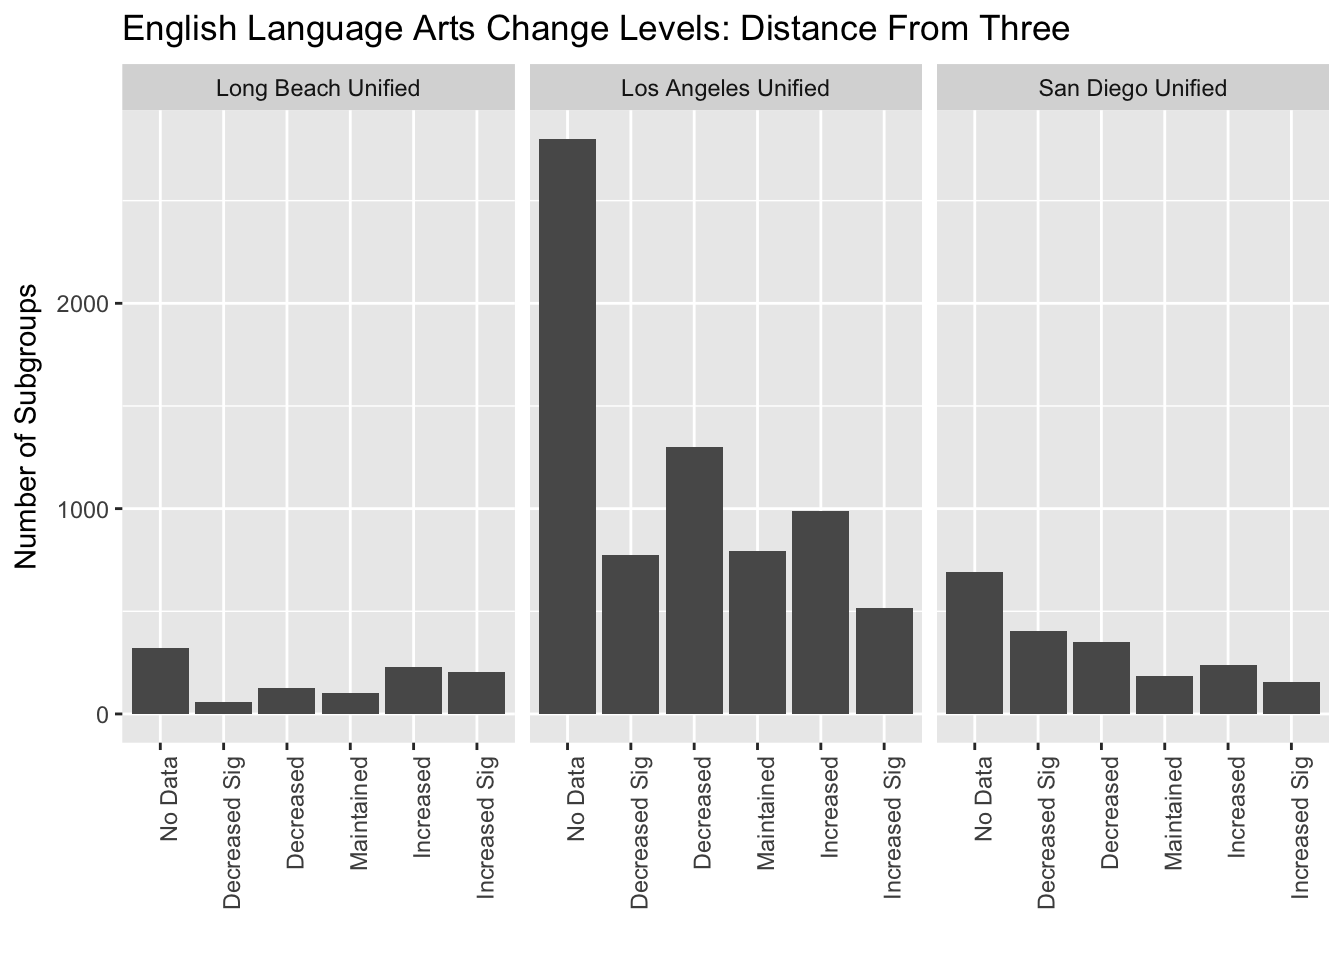 English Language Arts Change Levels: Distance From Three
Long Beach Unified
Los Angeles Unified
San Diego Unified
Number of Subgroups
2000
1000
0
No Data
Decreased Sig
Decreased
Maintained
Increased
Increased Sig
No Data
Decreased Sig
Decreased
Maintained
Increased
Increased Sig
No Data
Decreased Sig
Decreased
Maintained
Increased
Increased Sig